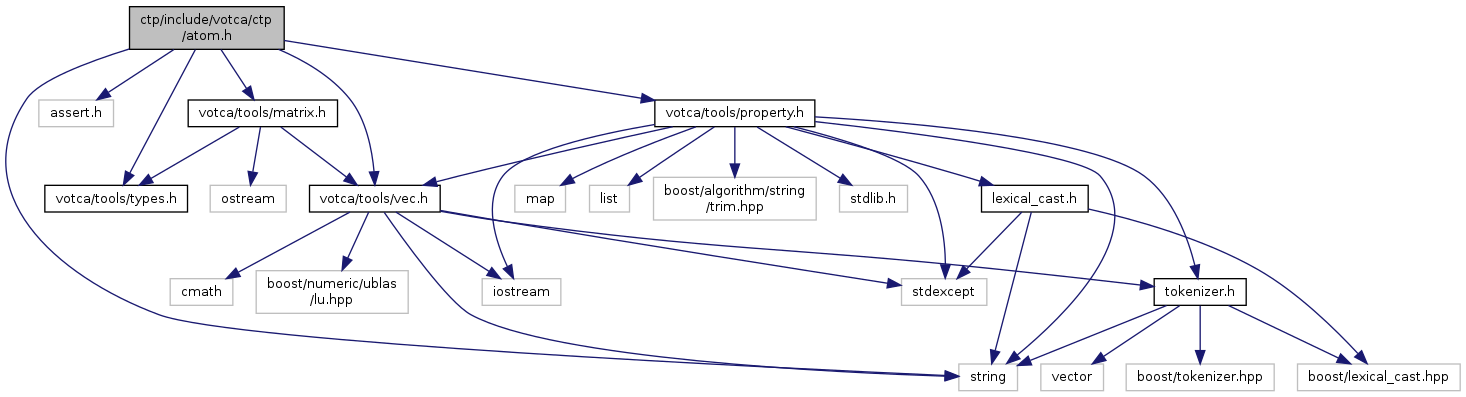 ctp/include/votca/ctp
/atom.h
assert.h
votca/tools/matrix.h
votca/tools/property.h
votca/tools/types.h
ostream
votca/tools/vec.h
map
list
boost/algorithm/string
/trim.hpp
stdlib.h
lexical_cast.h
cmath
boost/numeric/ublas
/lu.hpp
iostream
stdexcept
tokenizer.h
string
vector
boost/tokenizer.hpp
boost/lexical_cast.hpp